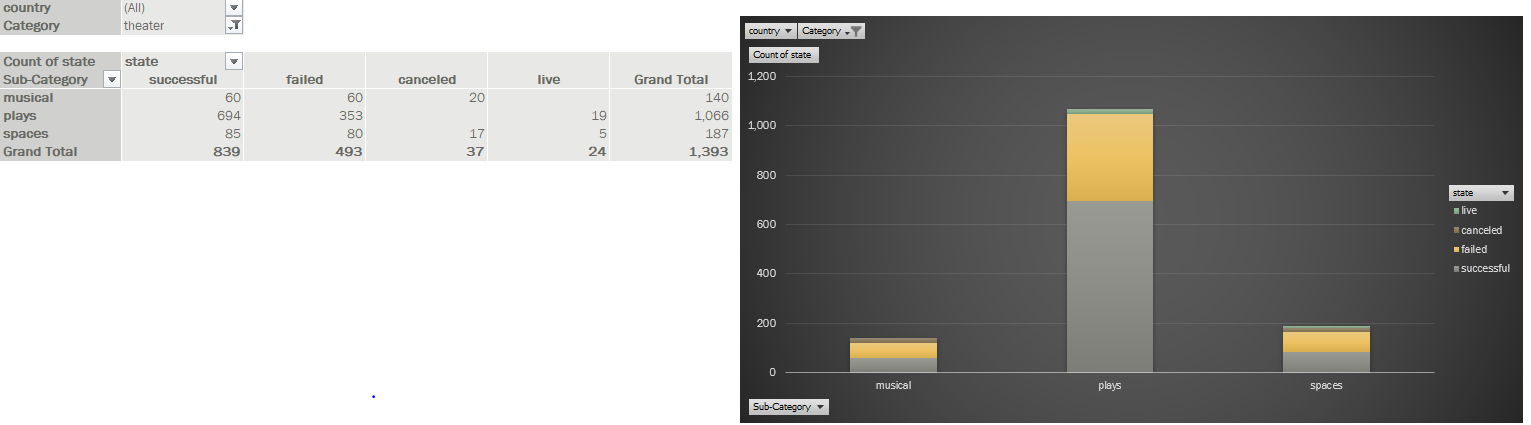 country (All)
Category theater
Count of state state
Sub-Category successful failed canceled live Grand Total
musical 60 60 20 140
plays 694 353 19 1,066
spaces 85 80 17 5 187
Grand Total 839 493 37 24 1,393
country Category
Count of state
1,200
1,000
800
600
400
200
0
musical plays spaces
Sub-Category
state
live
canceled
failed
successful